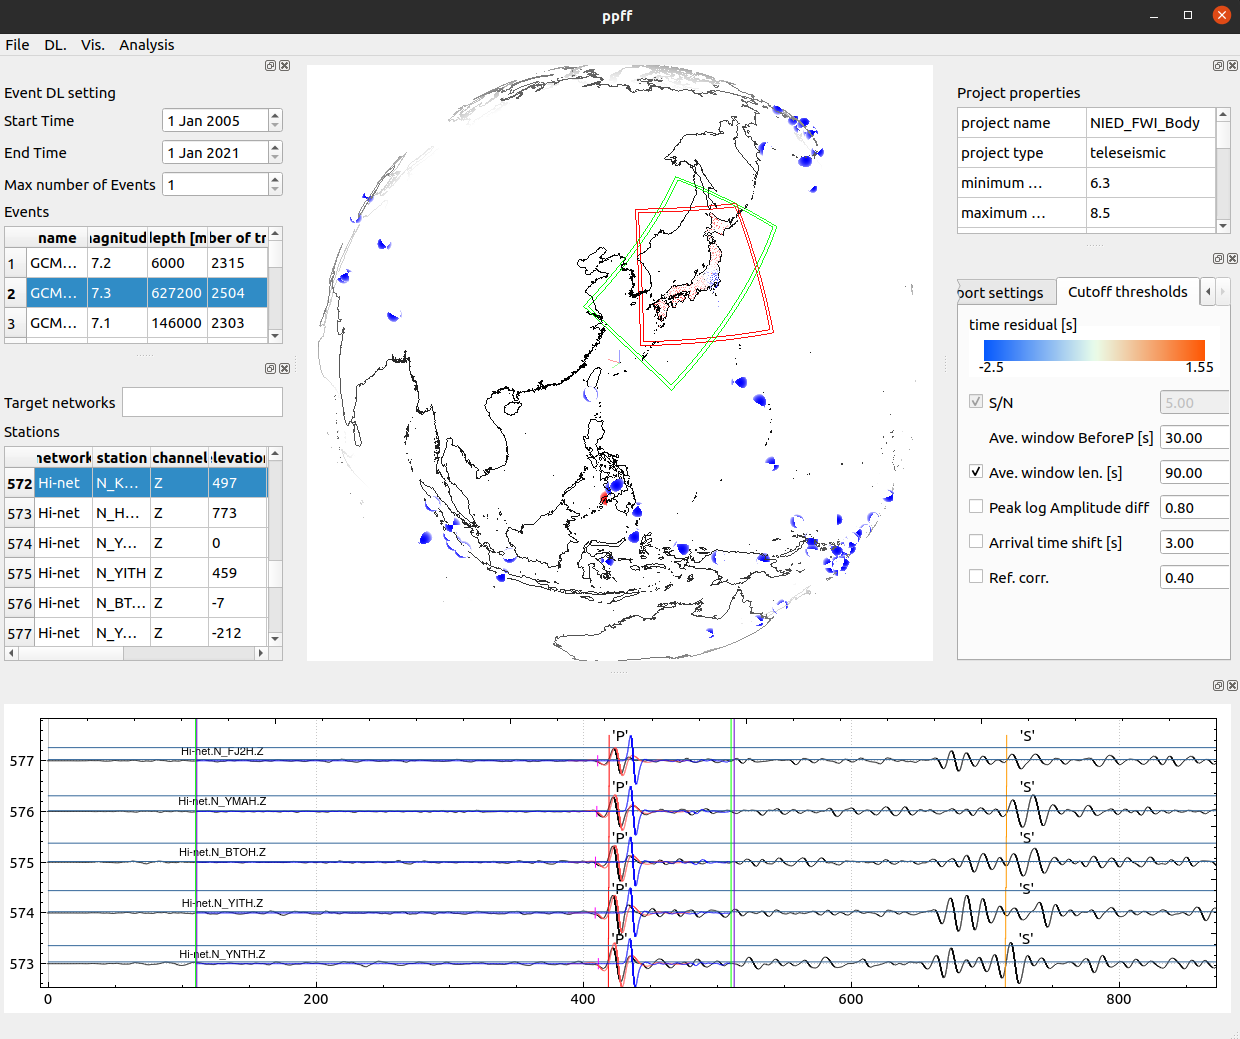 ppff
File DL. Vis. Analysis
Event DL setting
Start Time 1 Jan 2005
End Time 1 Jan 2021
Max number of Events 1
Events
name agnitud lepth [m ber of tr
1 GCM... 7.2 6000 2315
2 GCM... 7.3 627200 2504
3 GCM... 7.1 146000 2303
Target networks
Stations
network station channel levation
572 Hi-net N_K... Z 497
573 Hi-net N_H... Z 773
574 Hi-net N_Y... Z 0
575 Hi-net N_YITH Z 459
576 Hi-net N_BT... Z -7
577 Hi-net N_Y... Z -212
Project properties
project name NIED_FWI_Body
project type teleseismic
minimum ... 6.3
maximum ... 8.5
port settings Cutoff thresholds
time residual [s]
-2.5 1.55
S/N 5.00
Ave. window BeforeP [s] 30.00
Ave. window len. [s] 90.00
Peak log Amplitude diff 0.80
Arrival time shift [s] 3.00
Ref. corr. 0.40
'P' 'S'
Hi-net.N_FJ2H.Z
577
'P' 'S'
Hi-net.N_YMAH.Z
576
'P' 'S'
Hi-net.N_BTOH.Z
575
'P' 'S'
Hi-net.N_YITH.Z
574
'P' 'S'
Hi-net.N_YNTH.Z
573
0 200 400 600 800